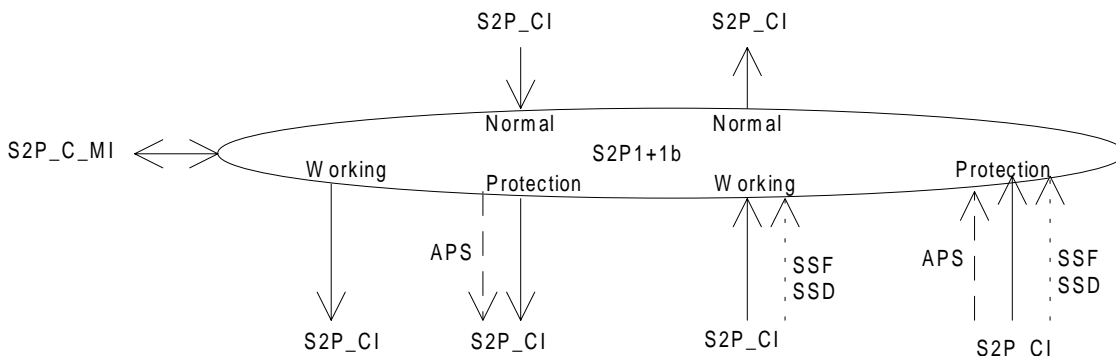 S2P_CI
S2P_CI
Normal
Normal
S2P_C_MI
S2P1+1b
Working
Protection
Working
Protection
APS
SSF
SSD
APS
SSF
SSD
S2P_CI
S2P_CI
S2P_CI
S2P_CI